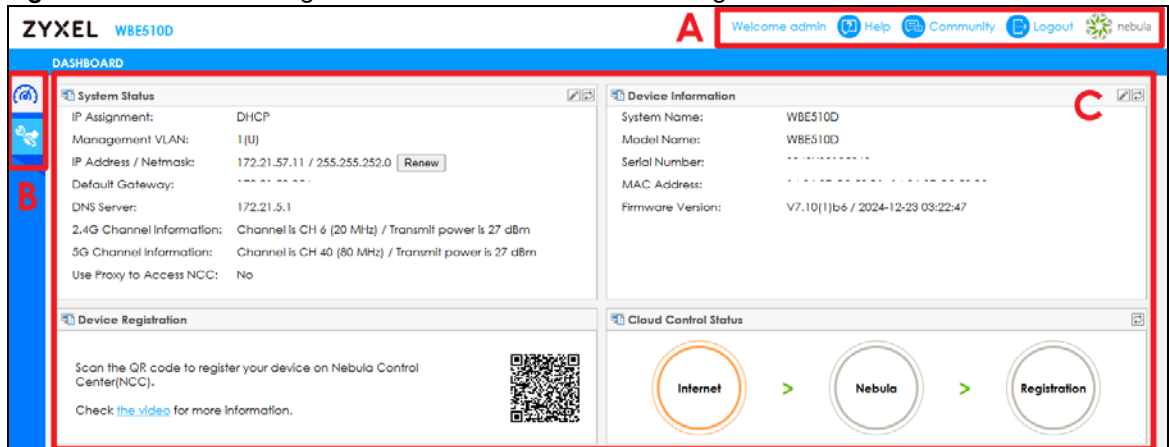 ZYXEL WBE510D
A
Welcome admin Help Community Logout nebula
DASHBOARD
B
System Status
IP Assignment: DHCP
Management VLAN: 1(U)
IP Address / Netmask: 172.21.57.11 / 255.255.252.0 Renew
Default Gateway:
DNS Server: 172.21.5.1
2.4G Channel Information: Channel is CH 6 (20 MHz) / Transmit power is 27 dBm
5G Channel Information: Channel is CH 40 (80 MHz) / Transmit power is 27 dBm
Use Proxy to Access NCC: No
Device Information
C
System Name: WBE510D
Model Name: WBE510D
Serial Number:
MAC Address:
Firmware Version: V7.10(1)b6 / 2024-12-23 03:22:47
Device Registration
Scan the QR code to register your device on Nebula Control
Center(NCC).
Check the video for more information.
Cloud Control Status
Internet > Nebula > Registration